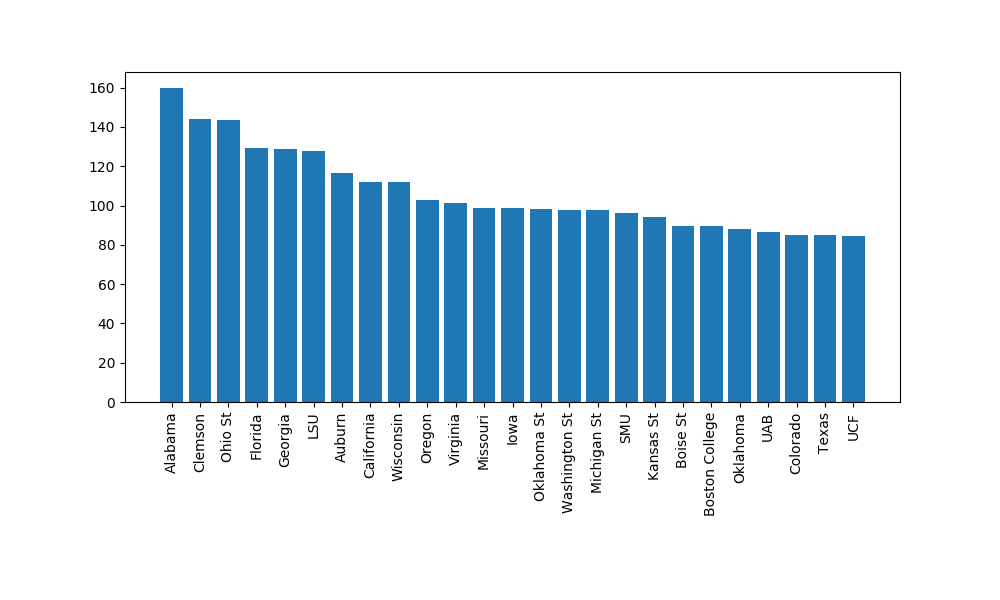 160
140
120
100
80
60
40
20
0
Alabama
Clemson
Ohio St
Florida
Georgia
LSU
Auburn
California
Wisconsin
Oregon
Virginia
Missouri
Iowa
Oklahoma St
Washington St
Michigan St
SMU
Kansas St
Boise St
Boston College
Oklahoma
UAB
Colorado
Texas
UCF